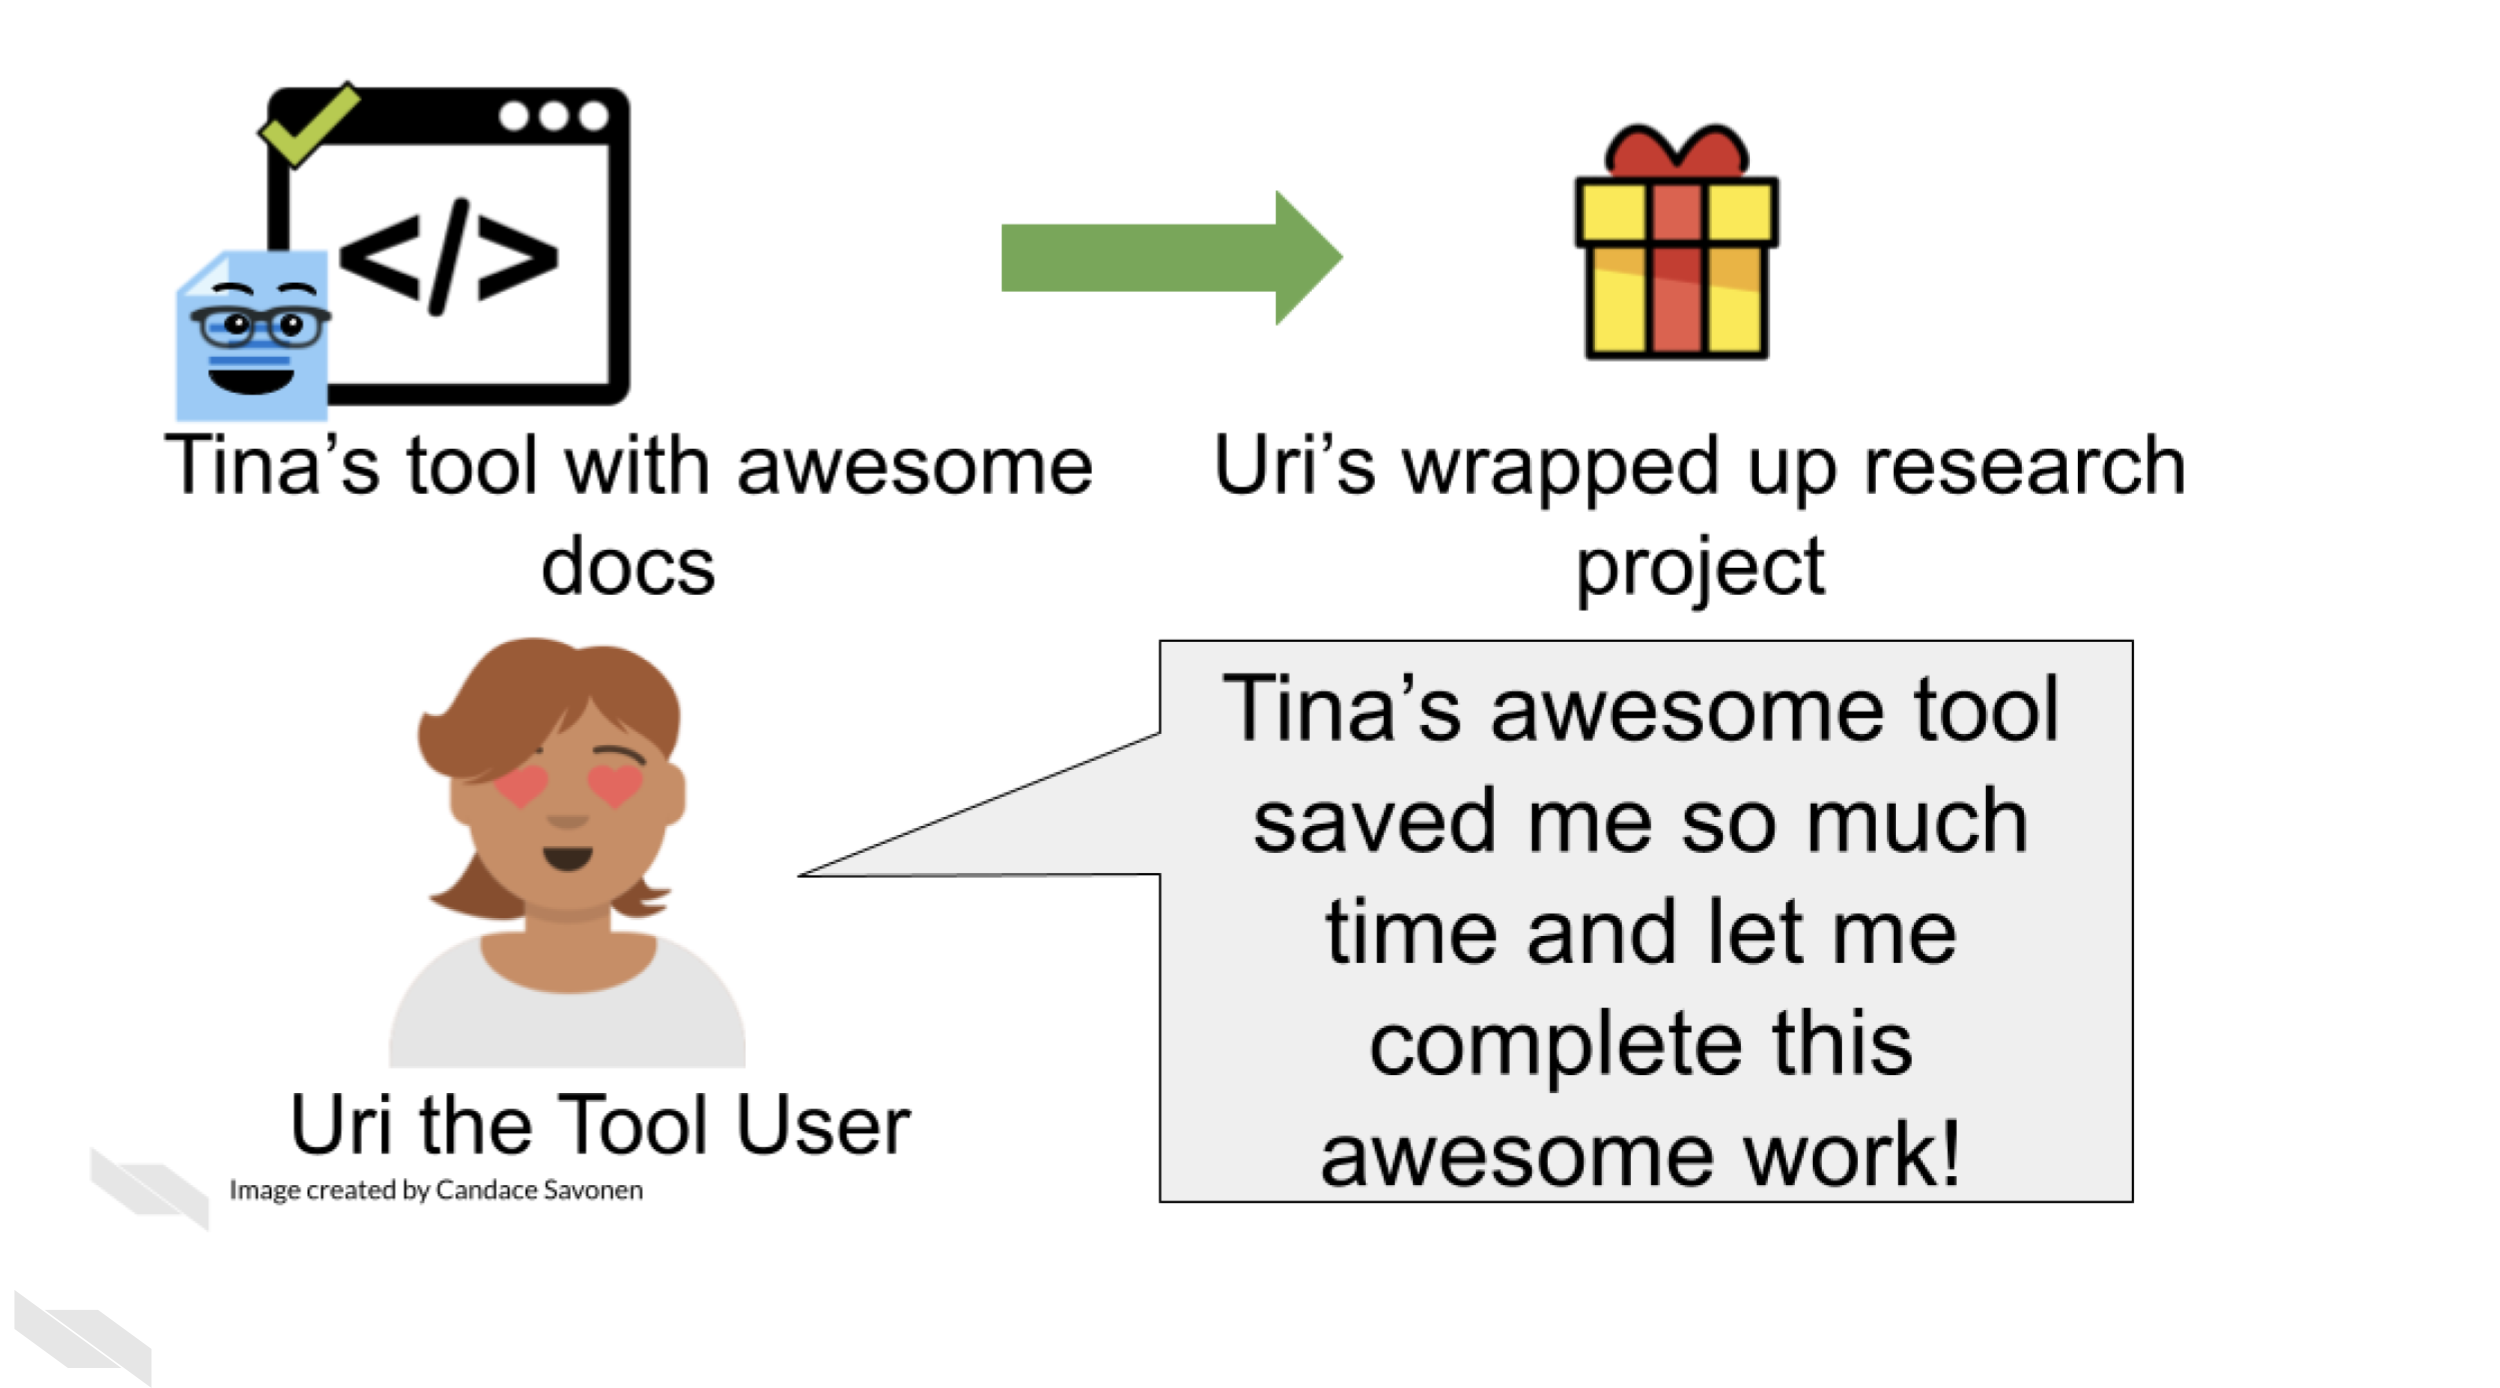 </>
Tina’s tool with awesome
docs
Uri’s wrapped up research
project
Tina’s awesome tool
saved me so much
time and let me
complete this
awesome work!
Uri the Tool User
Image created by Candace Savonen